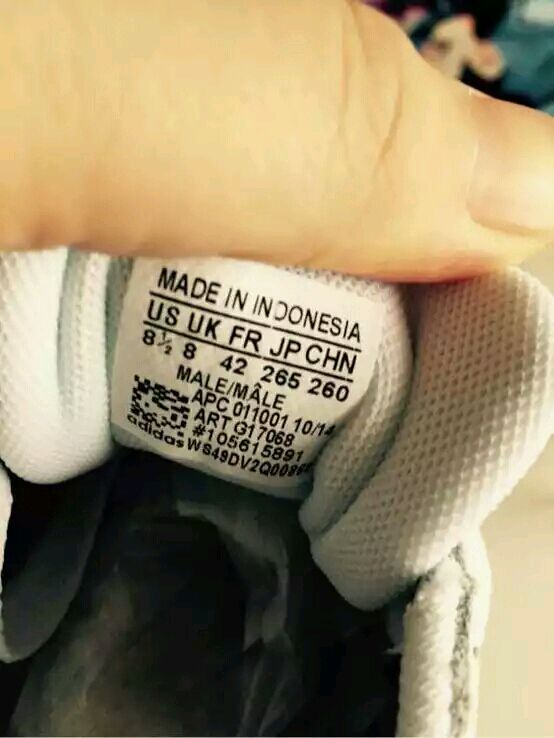 MADE IN INDONESIA
US UK FR JP CHN
8½ 8 42 265 260
MALE/MÂLE
APC 011001 10/14
ART G17068
#105615891
adidas